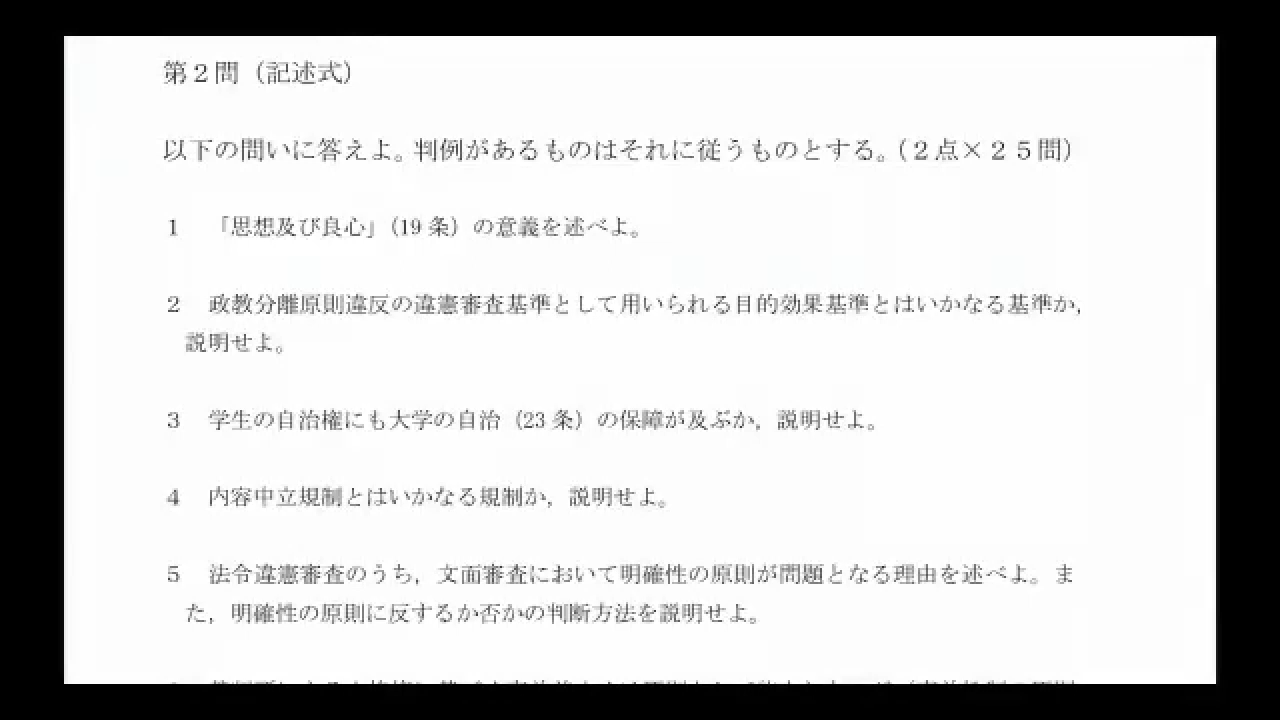 第２問（記述式）
以下の問いに答えよ。判例があるものはそれに従うものとする。（２点×２５問）
１　「思想及び良心」（19 条）の意義を述べよ。
２　政教分離原則違反の違憲審査基準として用いられる目的効果基準とはいかなる基準か，
説明せよ。
３　学生の自治権にも大学の自治（23 条）の保障が及ぶか，説明せよ。
４　内容中立規制とはいかなる規制か，説明せよ。
５　法令違憲審査のうち，文面審査において明確性の原則が問題となる理由を述べよ。ま
た，明確性の原則に反するか否かの判断方法を説明せよ。